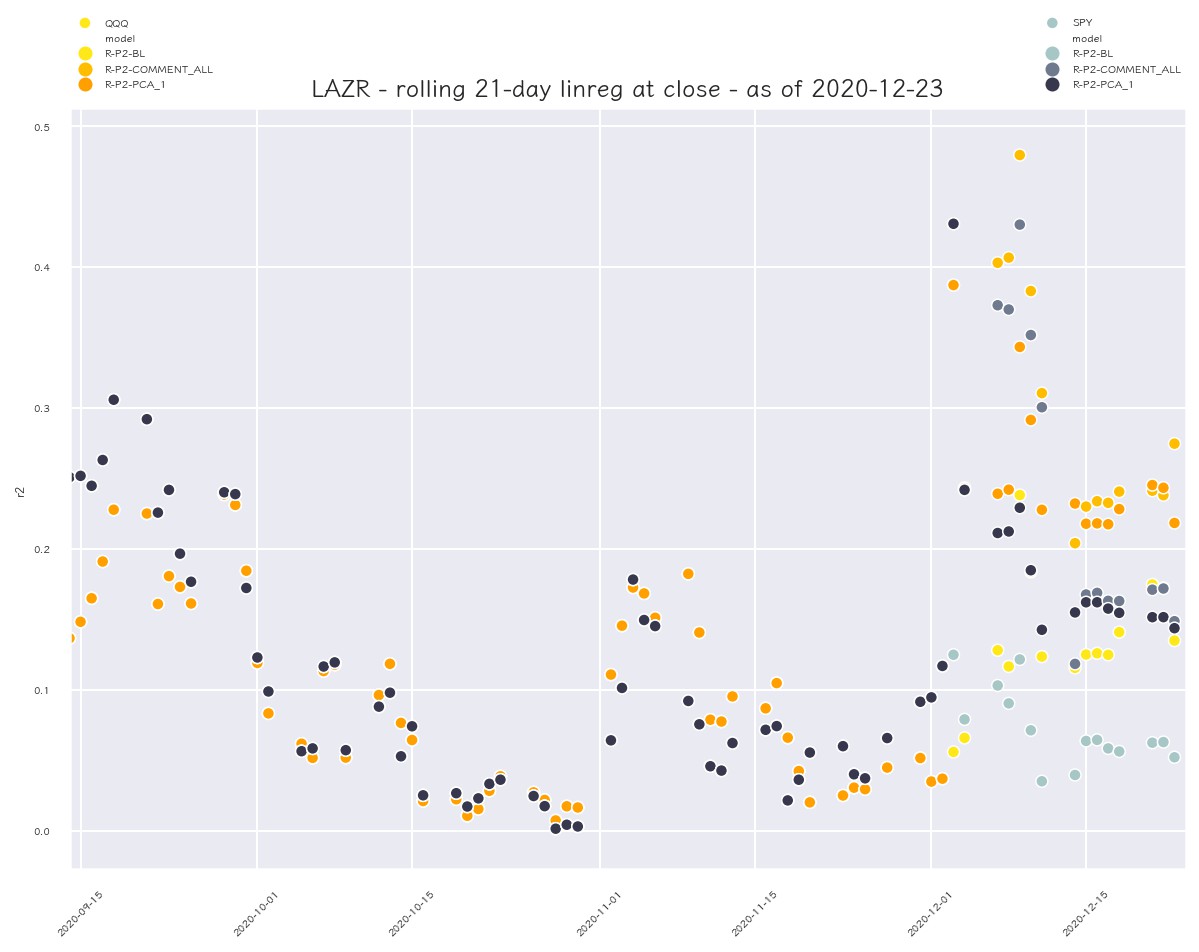 QQQ
model
R-P2-BL
R-P2-COMMENT_ALL
R-P2-PCA_1
SPY
model
R-P2-BL
R-P2-COMMENT_ALL
R-P2-PCA_1
LAZR - rolling 21-day linreg at close - as of 2020-12-23
0.5
0.4
0.3
0.2
0.1
0.0
r2
2020-09-15
2020-10-01
2020-10-15
2020-11-01
2020-11-15
2020-12-01
2020-12-15